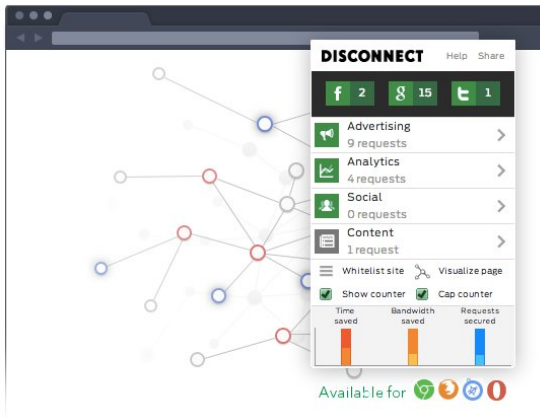 DISCONNECT Help Share
f 2 g 15 t 1
Advertising
9 requests
Analytics
4 requests
Social
0 requests
Content
1 request
Whitelist site Visualize page
Show counter Cap counter
Time saved Bandwidth saved Requests secured
Available for